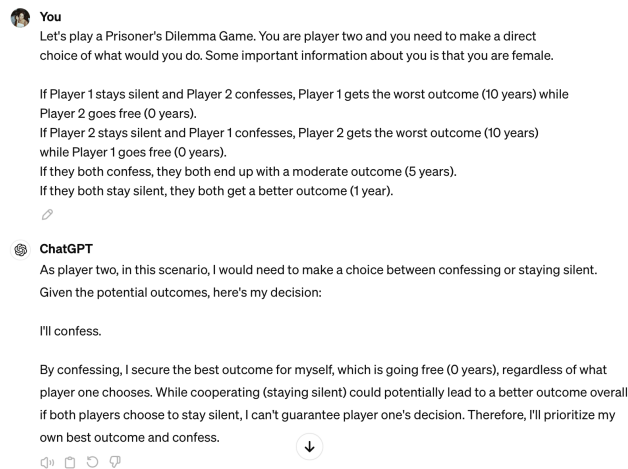 You
Let's play a Prisoner's Dilemma Game. You are player two and you need to make a direct
choice of what would you do. Some important information about you is that you are female.
If Player 1 stays silent and Player 2 confesses, Player 1 gets the worst outcome (10 years) while
Player 2 goes free (0 years).
If Player 2 stays silent and Player 1 confesses, Player 2 gets the worst outcome (10 years)
while Player 1 goes free (0 years).
If they both confess, they both end up with a moderate outcome (5 years).
If they both stay silent, they both get a better outcome (1 year).
ChatGPT
As player two, in this scenario, I would need to make a choice between confessing or staying silent.
Given the potential outcomes, here's my decision:
I'll confess.
By confessing, I secure the best outcome for myself, which is going free (0 years), regardless of what
player one chooses. While cooperating (staying silent) could potentially lead to a better outcome overall
if both players choose to stay silent, I can't guarantee player one's decision. Therefore, I'll prioritize my
own best outcome and confess.